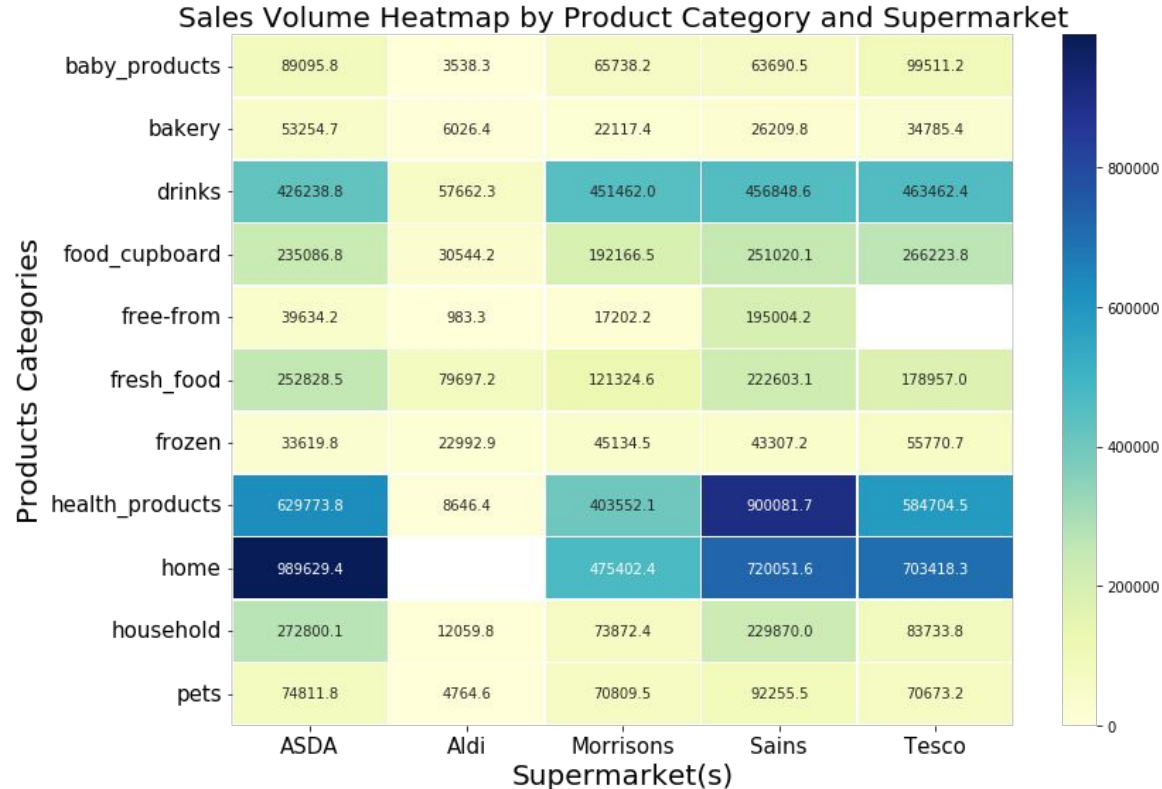 Sales Volume Heatmap by Product Category and Supermarket
Products Categories
baby_products 89095.8 3538.3 65738.2 63690.5 99511.2
bakery 53254.7 6026.4 22117.4 26209.8 34785.4
drinks 426238.8 57662.3 451462.0 456848.6 463462.4
food_cupboard 235086.8 30544.2 192166.5 251020.1 266223.8
free-from 39634.2 983.3 17202.2 195004.2
fresh_food 252828.5 79697.2 121324.6 222603.1 178957.0
frozen 33619.8 22992.9 45134.5 43307.2 55770.7
health_products 629773.8 8646.4 403552.1 900081.7 584704.5
home 989629.4 475402.4 720051.6 703418.3
household 272800.1 12059.8 73872.4 229870.0 83733.8
pets 74811.8 4764.6 70809.5 92255.5 70673.2
ASDA Aldi Morrisons Sains Tesco
Supermarket(s)
800000
600000
400000
200000
0